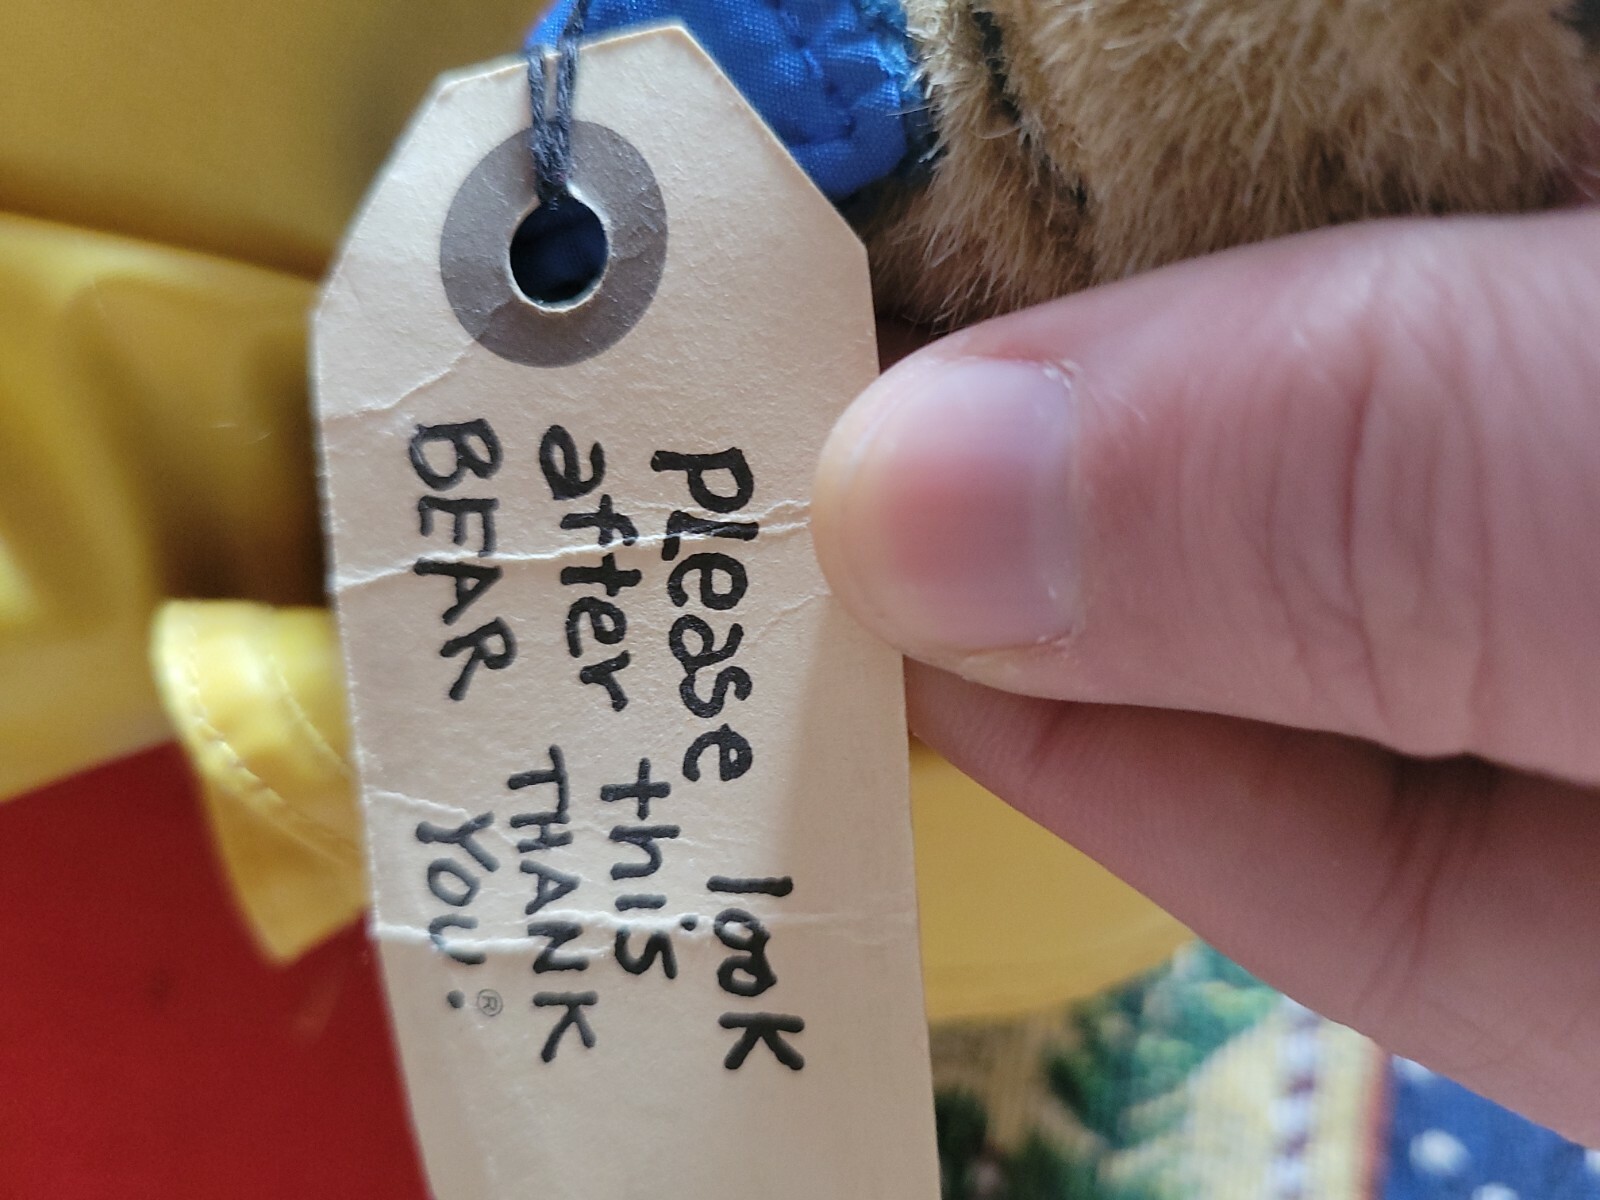 Please look
after this
BEAR THANK
YOU.®